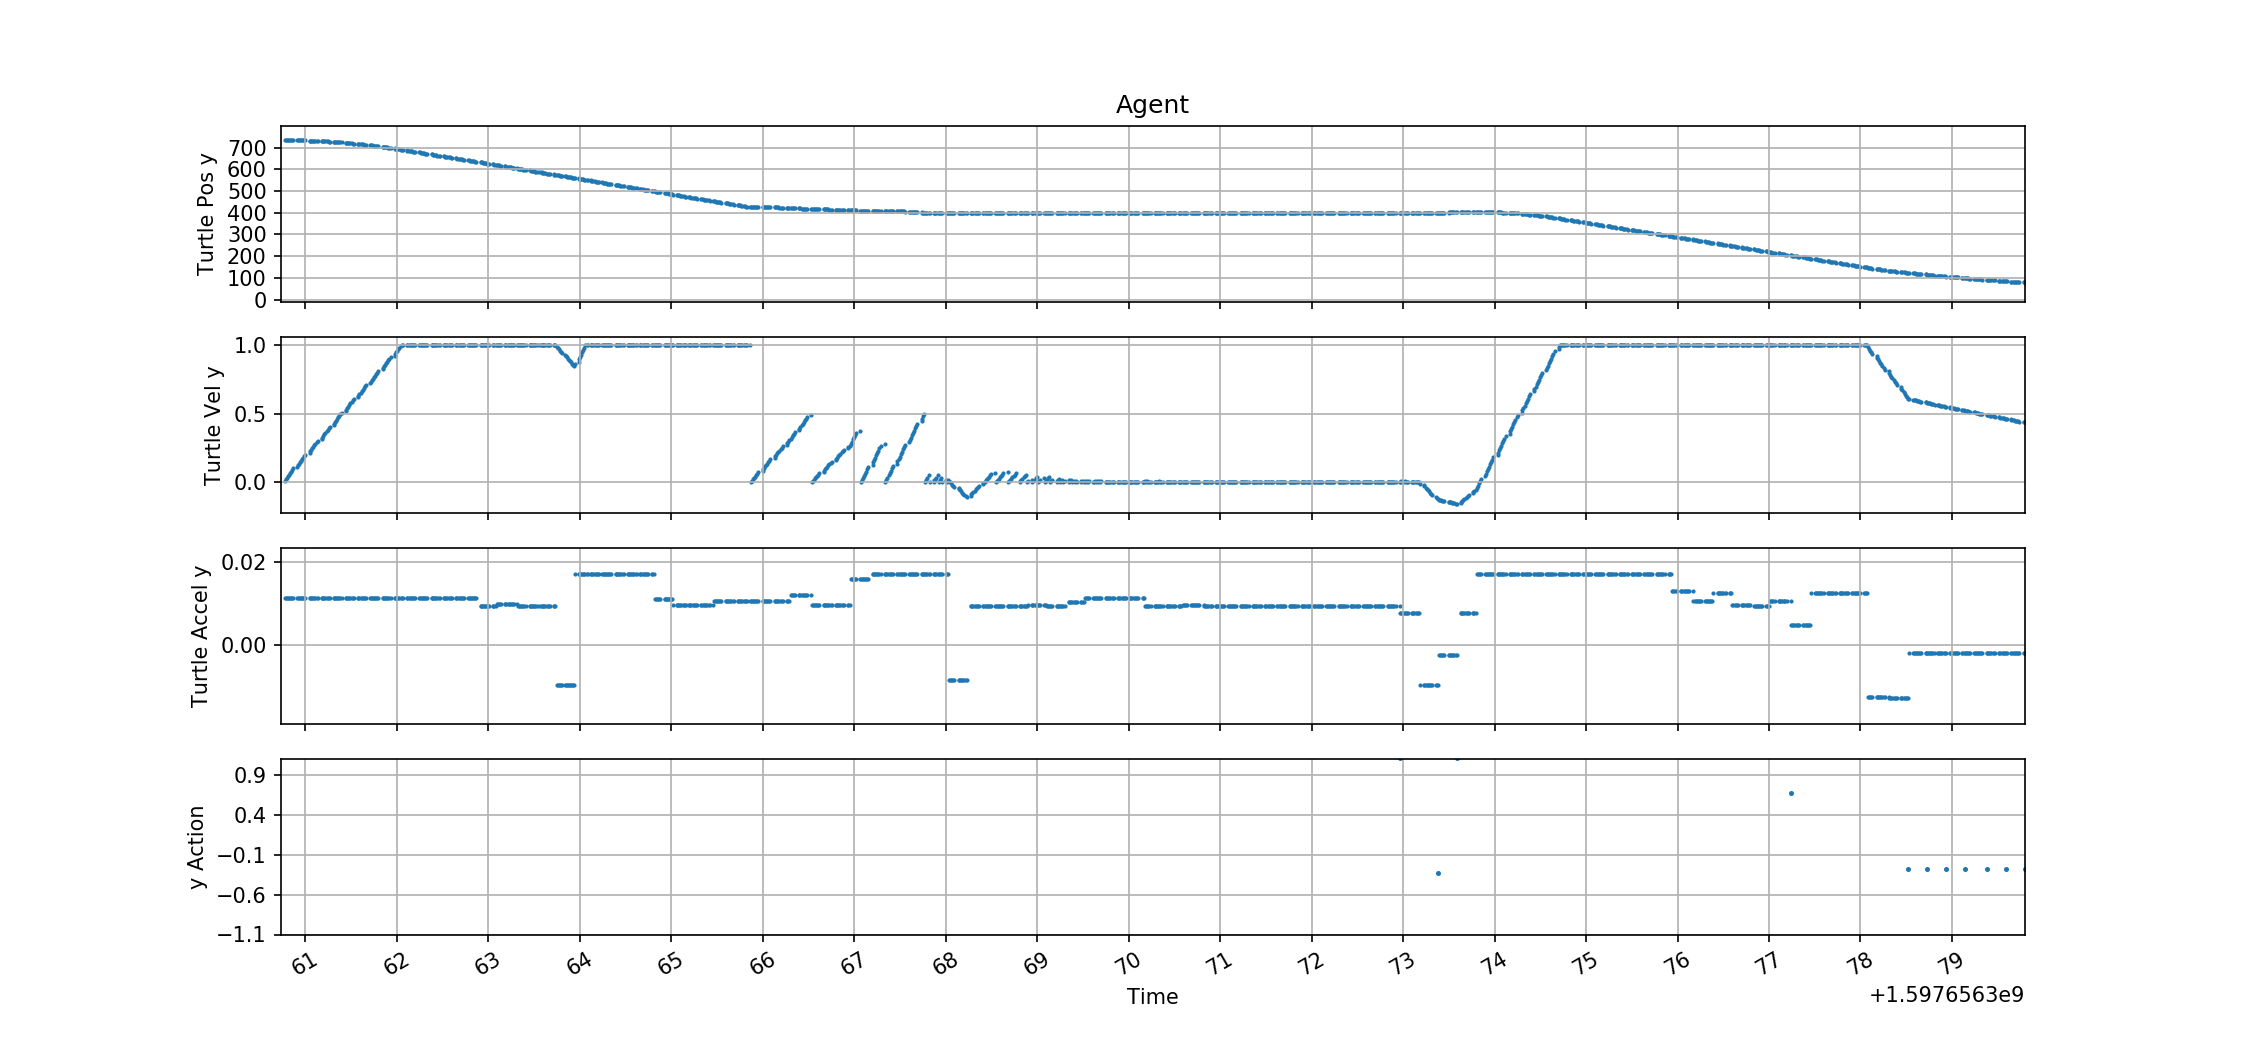 Agent
Turtle Pos y
700
600
500
400
300
200
100
0
Turtle Vel y
1.0
0.5
0.0
Turtle Accel y
0.02
0.00
y Action
0.9
0.4
−0.1
−0.6
−1.1
61 62 63 64 65 66 67 68 69 70 71 72 73 74 75 76 77 78 79
Time
+1.5976563e9